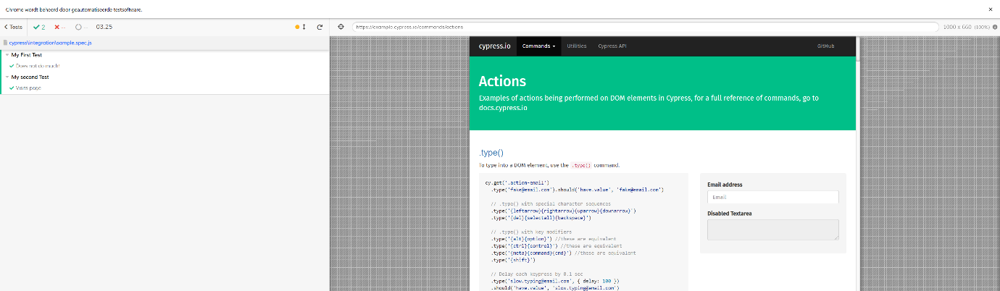 Chrome wordt beheerd door geautomatiseerde testsoftware.
Tests 2 -- -- 03.25 https://example.cypress.io/commands/actions 1000 x 660 (100%)
cypress\integration\sample.spec.js
My First Test
Does not do much!
My second Test
Visits page
cypress.io Commands Utilities Cypress API GitHub
Actions
Examples of actions being performed on DOM elements in Cypress, for a full reference of commands, go to
docs.cypress.io
.type()
To type into a DOM element, use the .type() command.
cy.get('.action-email')
.type('fake@email.com').should('have.value', 'fake@email.com')
// .type() with special character sequences
.type('{leftarrow}{rightarrow}{uparrow}{downarrow}')
.type('{del}{selectall}{backspace}')
// .type() with key modifiers
.type('{alt}{option}') //these are equivalent
.type('{ctrl}{control}') //these are equivalent
.type('{meta}{command}{cmd}') //these are equivalent
.type('{shift}')
// Delay each keypress by 0.1 sec
.type('slow.typing@email.com', { delay: 100 })
.should('have.value', 'slow.typing@email.com')
Email address
Email
Disabled Textarea